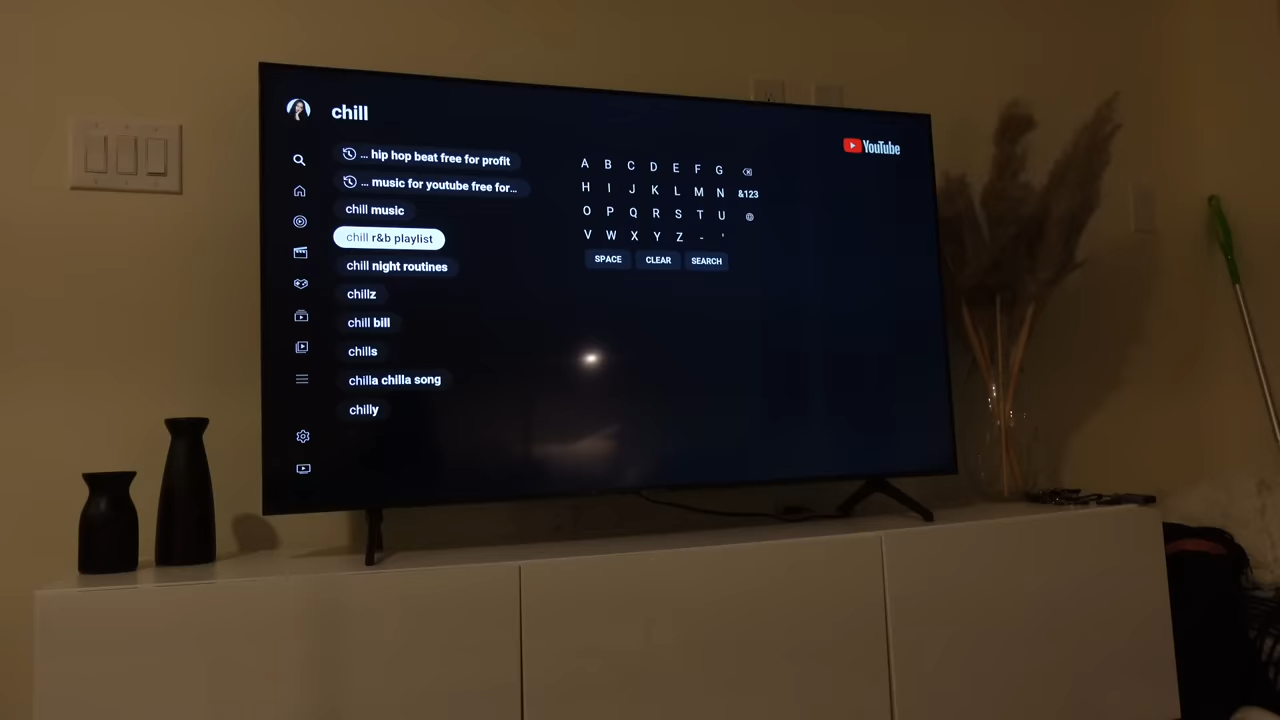 chill
YouTube
... hip hop beat free for profit
... music for youtube free for...
chill music
chill r&b playlist
chill night routines
chillz
chill bill
chills
chilla chilla song
chilly
A B C D E F G
H I J K L M N &123
O P Q R S T U
V W X Y Z - '
SPACE CLEAR SEARCH